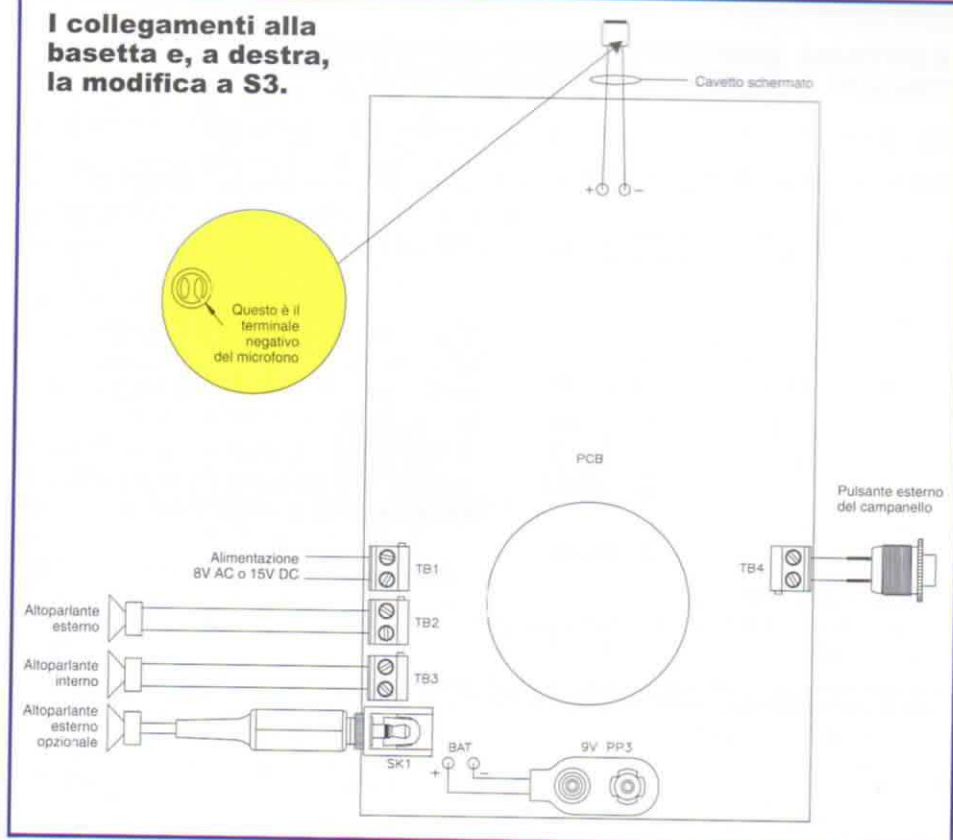 I collegamenti alla
basetta e, a destra,
la modifica a S3.
Cavetto schermato
+ -
Questo è il
terminale
negativo
del microfono
PCB
Pulsante esterno
del campanello
Alimentazione
8V AC o 15V DC
TB1
TB4
Altoparlante
esterno
TB2
Altoparlante
interno
TB3
Altoparlante
esterno
opzionale
SK1
BAT
+ -
9V PP3